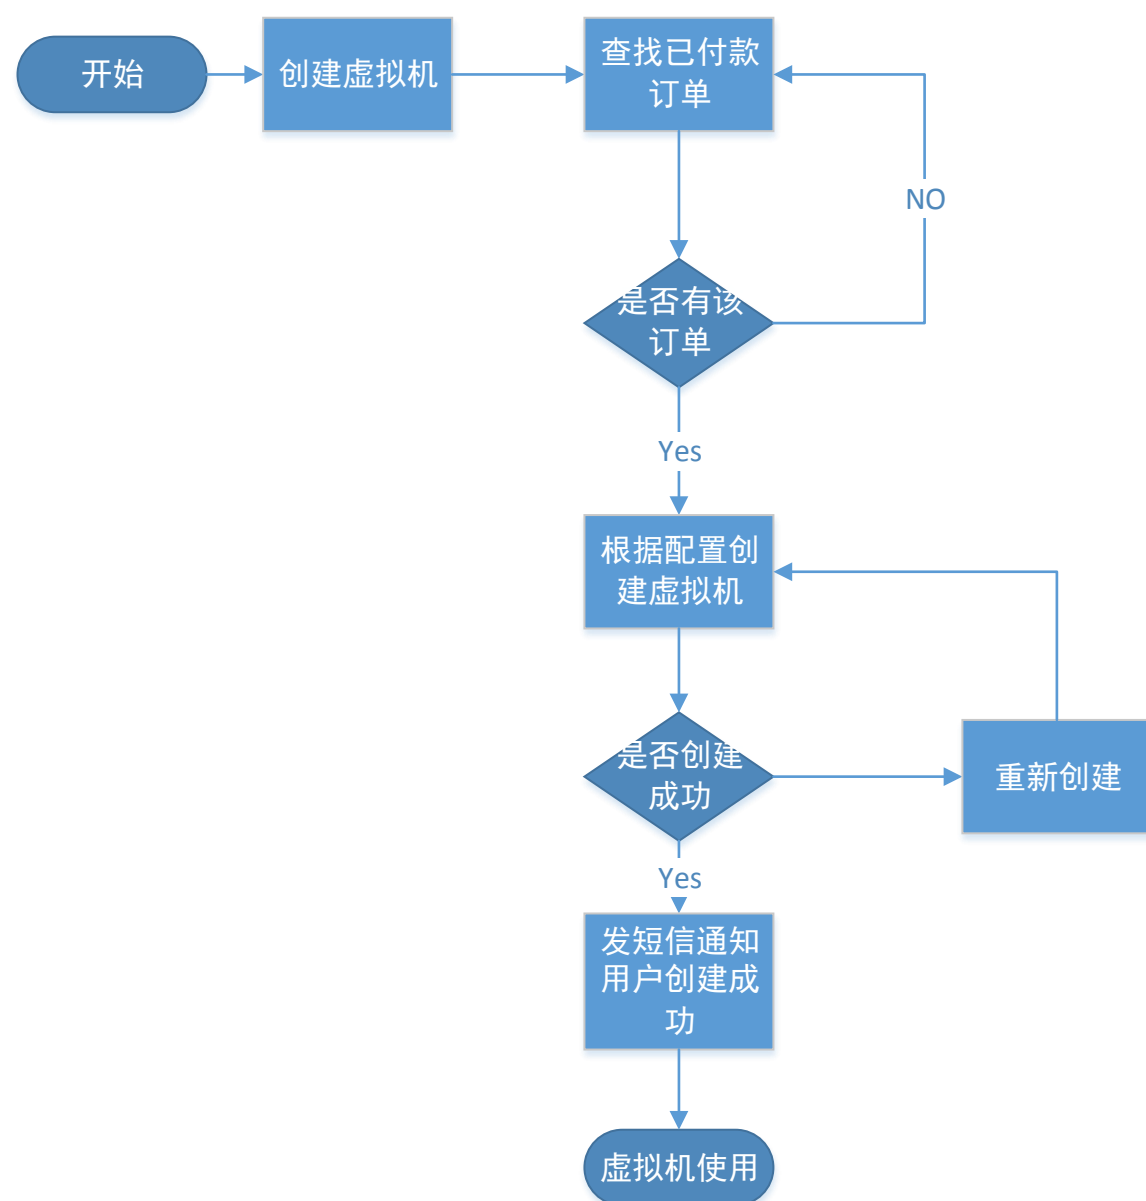 开始
创建虚拟机
查找已付款
订单
NO
是否有该
订单
Yes
根据配置创
建虚拟机
是否创建
成功
重新创建
Yes
发短信通知
用户创建成
功
虚拟机使用